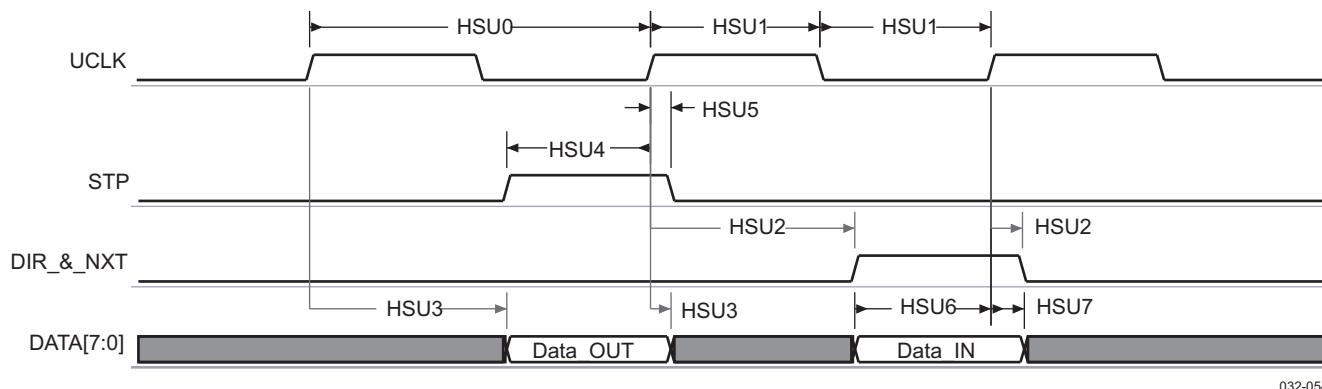 HSU0 HSU1 HSU1
UCLK
HSU5
HSU4
STP
HSU2 HSU2
DIR_&_NXT
HSU3 HSU3 HSU6 HSU7
DATA[7:0] Data_OUT Data_IN